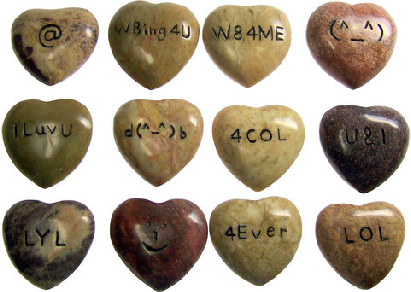 @
W8ing4U
W84ME
(^_^)
ILuvU
d(^_^)b
4COL
U&I
LYL
4Ever
LOL